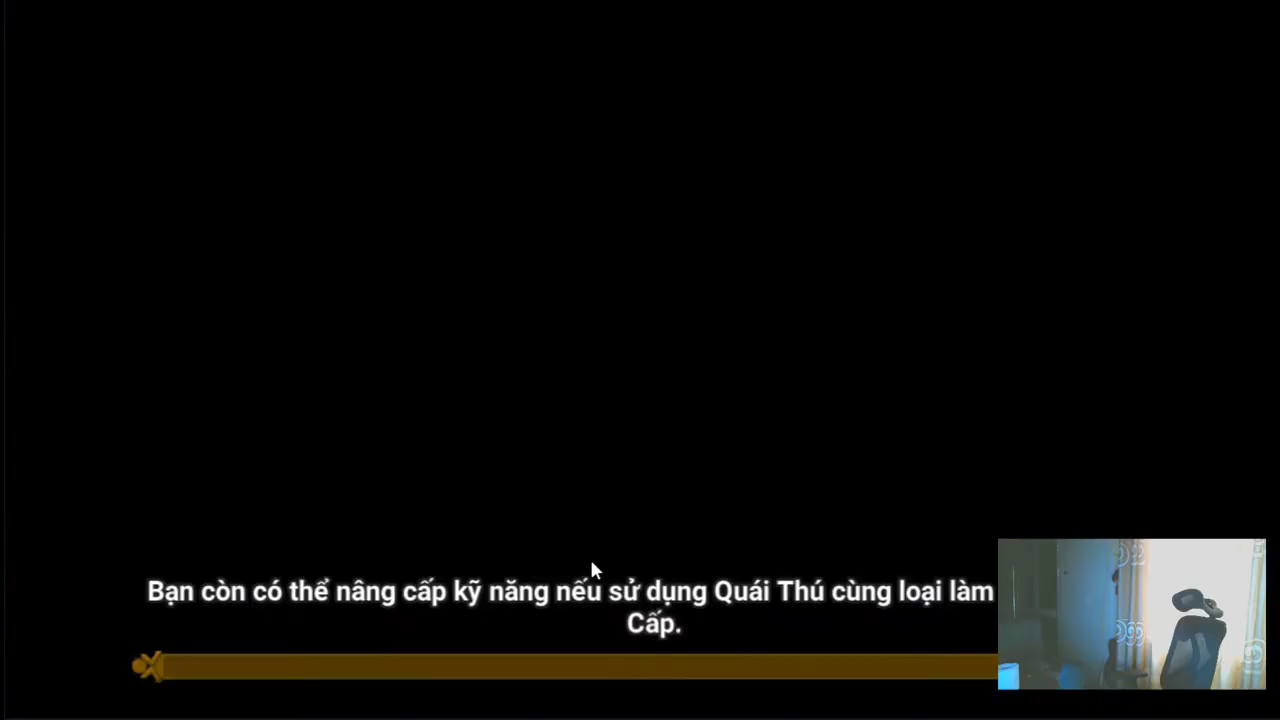 Bạn còn có thể nâng cấp kỹ năng nếu sử dụng Quái Thú cùng loại làm
Cấp.